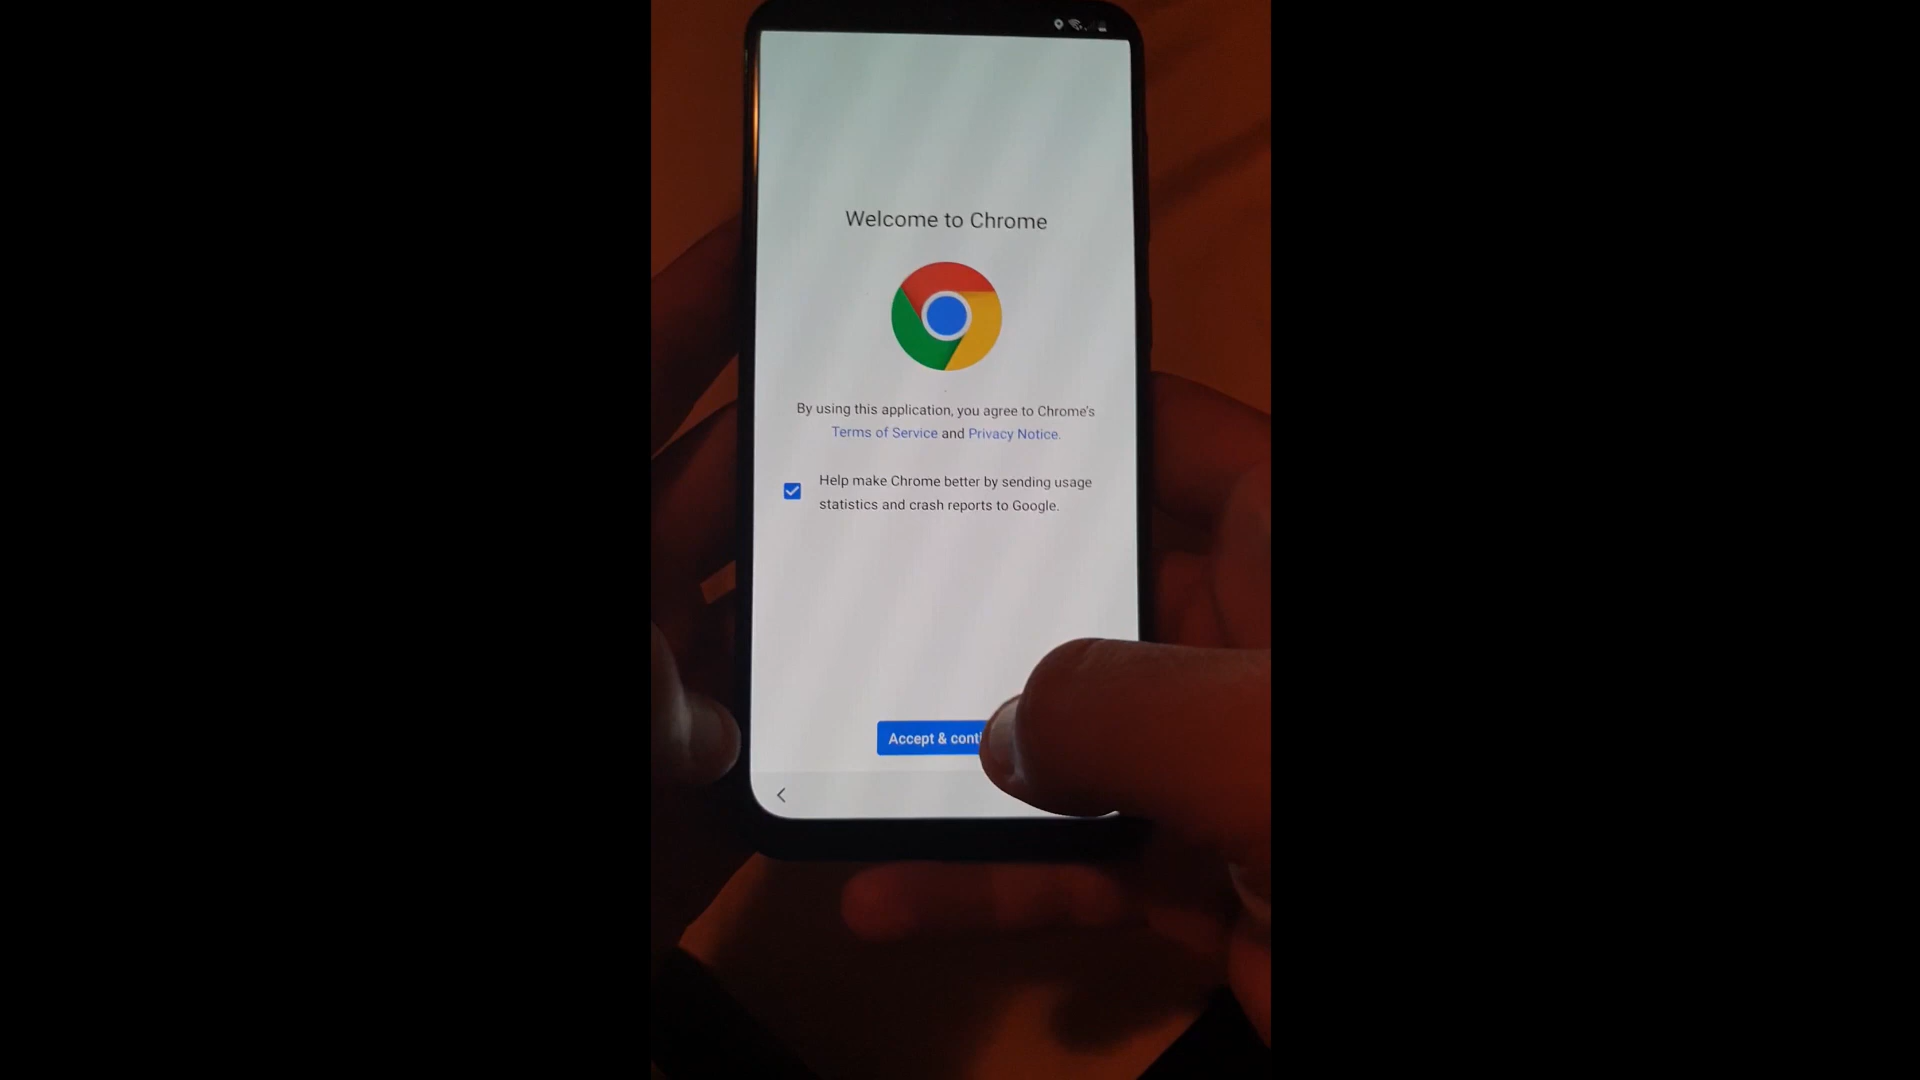 Welcome to Chrome
By using this application, you agree to Chrome's
Terms of Service and Privacy Notice.
Help make Chrome better by sending usage
statistics and crash reports to Google.
Accept &